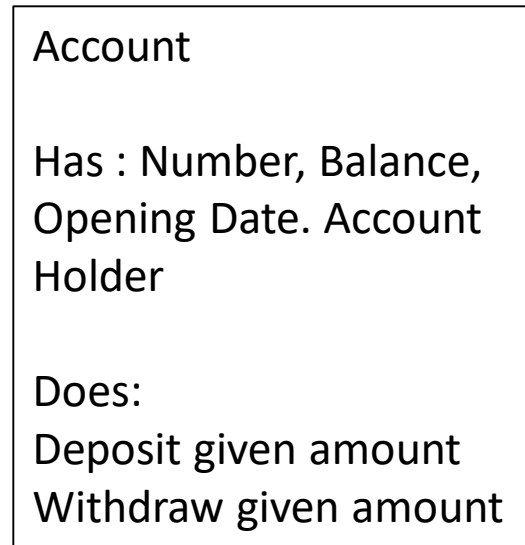 Account
Has : Number, Balance,
Opening Date. Account
Holder
Does:
Deposit given amount
Withdraw given amount